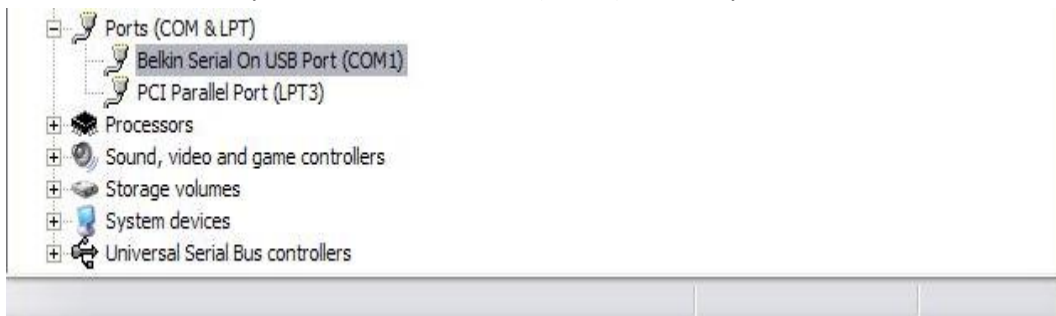 Ports (COM & LPT)
Belkin Serial On USB Port (COM1)
PCI Parallel Port (LPT3)
Processors
Sound, video and game controllers
Storage volumes
System devices
Universal Serial Bus controllers